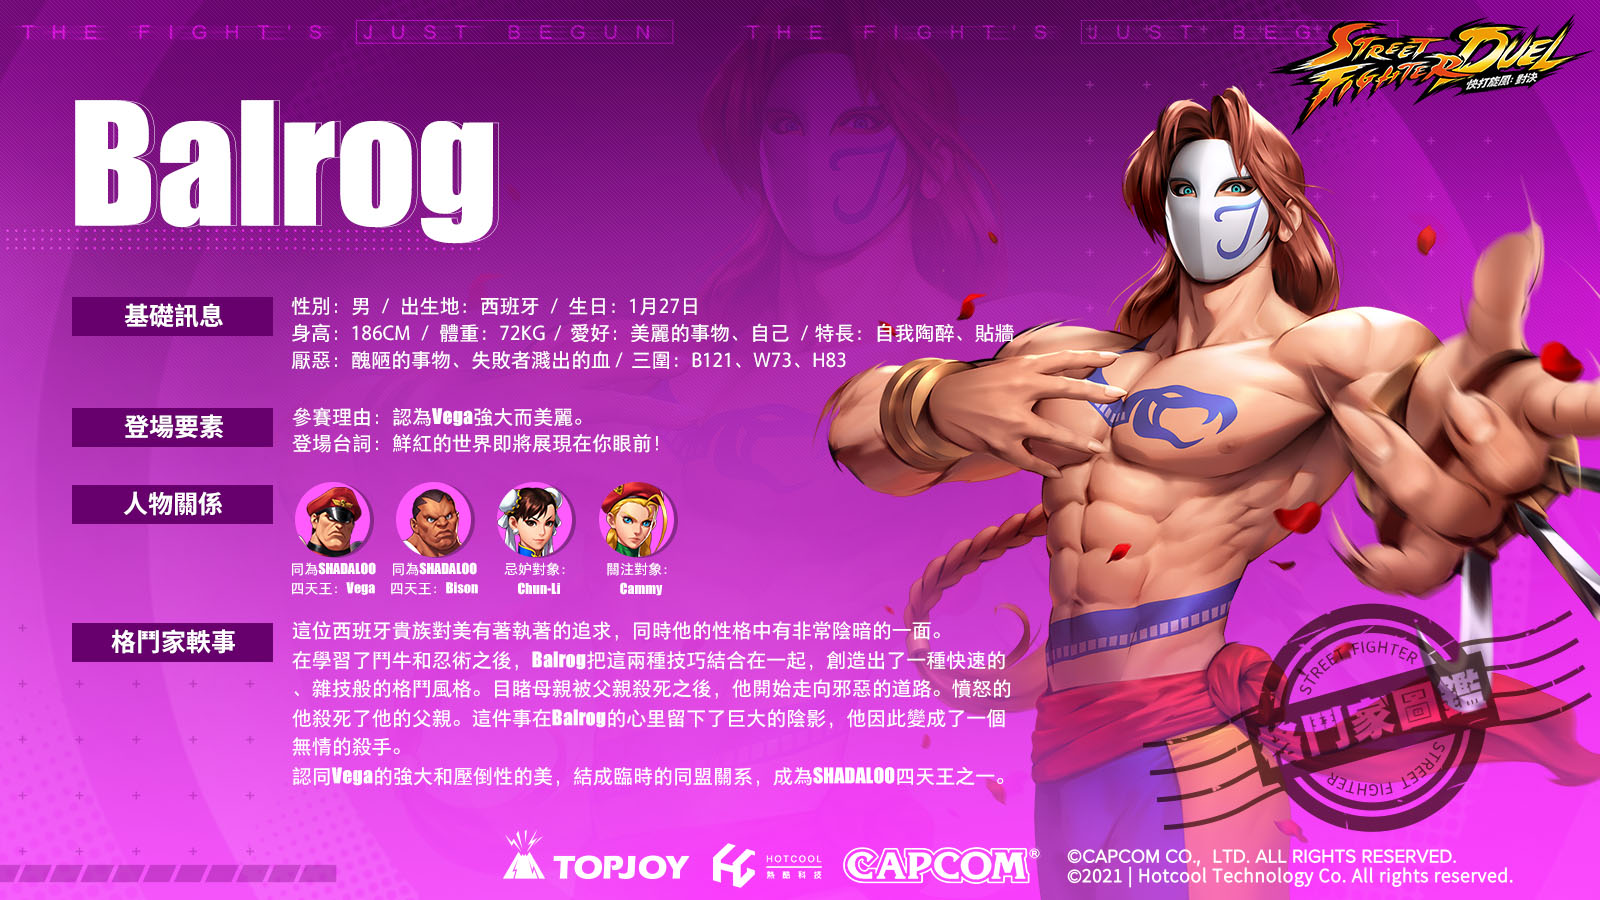 THE FIGHT'S JUST BEGUN THE FIGHT'S JUST BEG
STREET FIGHTER DUEL
快打旋風:對決
Balrog
基礎訊息
性別：男 / 出生地：西班牙 / 生日：1月27日
身高：186CM / 體重：72KG / 愛好：美麗的事物、自己 / 特長：自我陶醉、貼牆
厭惡：醜陋的事物、失敗者濺出的血 / 三圍：B121、W73、H83
登場要素
參賽理由：認為Vega強大而美麗。
登場台詞：鮮紅的世界即將展現在你眼前！
人物關係
同為SHADALOO
四天王：Vega
同為SHADALOO
四天王：Bison
忌妒對象：
Chun-Li
關注對象：
Cammy
格鬥家軼事
這位西班牙貴族對美有著執著的追求，同時他的性格中有非常陰暗的一面。
在學習了鬥牛和忍術之後，Balrog把這兩種技巧結合在一起，創造出了一種快速的
、雜技般的格鬥風格。目睹母親被父親殺死之後，他開始走向邪惡的道路。憤怒的
他殺死了他的父親。這件事在Balrog的心里留下了巨大的陰影，他因此變成了一個
無情的殺手。
認同Vega的強大和壓倒性的美，結成臨時的同盟關系，成為SHADALOO四天王之一。
STREET FIGHTER
格鬥家圖鑑
STREET FIGHTER
TOPJOY
HOTCOOL
熱酷科技
CAPCOM®
©CAPCOM CO., LTD. ALL RIGHTS RESERVED.
©2021 | Hotcool Technology Co. All rights reserved.